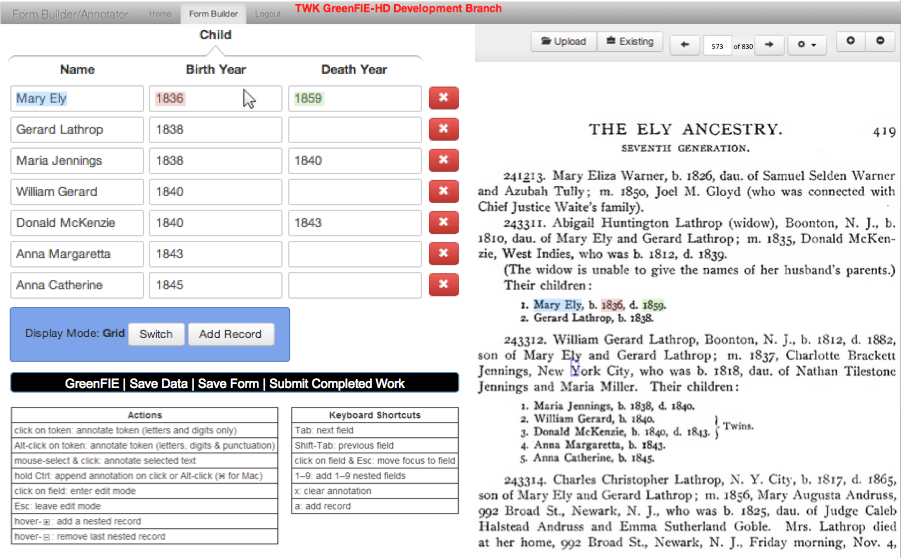 Form Builder/Annotator Home Form Builder Logout TWK GreenFIE-HD Development Branch
Child
Name Birth Year Death Year
Mary Ely 1836 1859
Gerard Lathrop 1838
Maria Jennings 1838 1840
William Gerard 1840
Donald McKenzie 1840 1843
Anna Margaretta 1843
Anna Catherine 1845
Display Mode: Grid Switch Add Record
GreenFIE | Save Data | Save Form | Submit Completed Work
Actions
click on token: annotate token (letters and digits only)
Alt-click on token: annotate token (letters, digits & punctuation)
mouse-select & click: annotate selected text
hold Ctrl: append annotation on click or Alt-click (⌘ for Mac)
click on field: enter edit mode
Esc: leave edit mode
hover-⊞ : add a nested record
hover-⊟ : remove last nested record
Keyboard Shortcuts
Tab: next field
Shift-Tab: previous field
click on field & Esc: move focus to field
1–9: add 1–9 nested fields
x: clear annotation
a: add record
Upload Existing 573 of 830
THE ELY ANCESTRY. 419
SEVENTH GENERATION.
241213. Mary Eliza Warner, b. 1826, dau. of Samuel Selden Warner
and Azubah Tully; m. 1850, Joel M. Gloyd (who was connected with
Chief Justice Waite's family).
243311. Abigail Huntington Lathrop (widow), Boonton, N. J., b.
1810, dau. of Mary Ely and Gerard Lathrop; m. 1835, Donald McKen-
zie, West Indies, who was b. 1812, d. 1839.
(The widow is unable to give the names of her husband's parents.)
Their children:
1. Mary Ely, b. 1836, d. 1859.
2. Gerard Lathrop, b. 1838.
243312. William Gerard Lathrop, Boonton, N. J., b. 1812, d. 1882,
son of Mary Ely and Gerard Lathrop; m. 1837, Charlotte Brackett
Jennings, New York City, who was b. 1818, dau. of Nathan Tilestone
Jennings and Maria Miller. Their children:
1. Maria Jennings, b. 1838, d. 1840.
2. William Gerard, b. 1840.
3. Donald McKenzie, b. 1840, d. 1843. } Twins.
4. Anna Margaretta, b. 1843.
5. Anna Catherine, b. 1845.
243314. Charles Christopher Lathrop, N. Y. City, b. 1817, d. 1865,
son of Mary Ely and Gerard Lathrop; m. 1856, Mary Augusta Andruss,
992 Broad St., Newark, N. J., who was b. 1825, dau. of Judge Caleb
Halstead Andruss and Emma Sutherland Goble. Mrs. Lathrop died
at her home, 992 Broad St., Newark, N. J., Friday morning, Nov. 4,